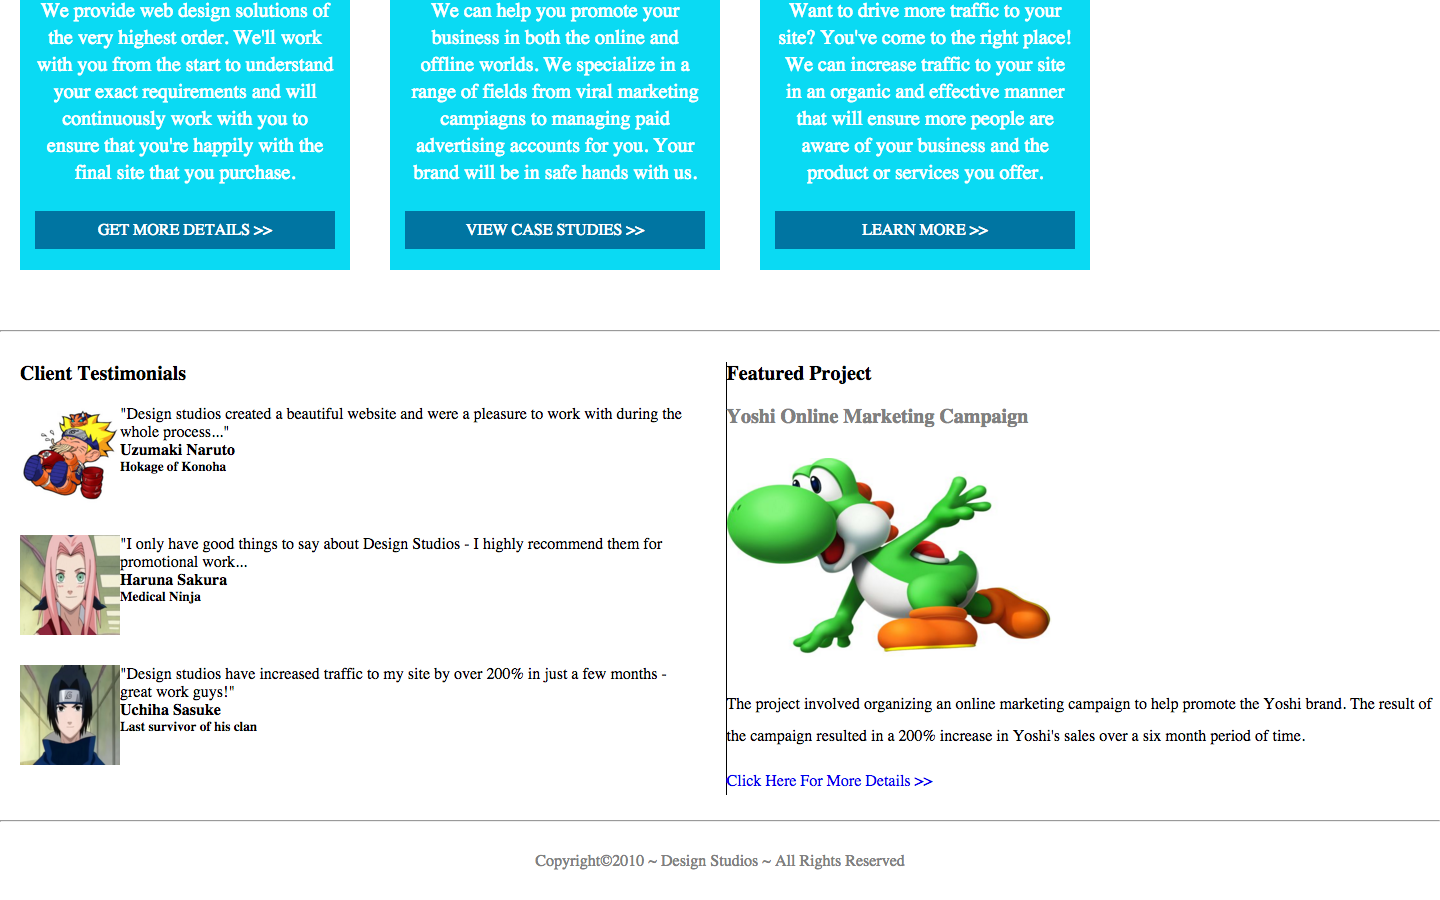 We provide web design solutions of
the very highest order. We'll work
with you from the start to understand
your exact requirements and will
continuously work with you to
ensure that you're happily with the
final site that you purchase.
GET MORE DETAILS >>
We can help you promote your
business in both the online and
offline worlds. We specialize in a
range of fields from viral marketing
campiagns to managing paid
advertising accounts for you. Your
brand will be in safe hands with us.
VIEW CASE STUDIES >>
Want to drive more traffic to your
site? You've come to the right place!
We can increase traffic to your site
in an organic and effective manner
that will ensure more people are
aware of your business and the
product or services you offer.
LEARN MORE >>
Client Testimonials
"Design studios created a beautiful website and were a pleasure to work with during the
whole process..."
Uzumaki Naruto
Hokage of Konoha
"I only have good things to say about Design Studios - I highly recommend them for
promotional work...
Haruna Sakura
Medical Ninja
"Design studios have increased traffic to my site by over 200% in just a few months -
great work guys!"
Uchiha Sasuke
Last survivor of his clan
Featured Project
Yoshi Online Marketing Campaign
The project involved organizing an online marketing campaign to help promote the Yoshi brand. The result of
the campaign resulted in a 200% increase in Yoshi's sales over a six month period of time.
Click Here For More Details >>
Copyright©2010 ~ Design Studios ~ All Rights Reserved